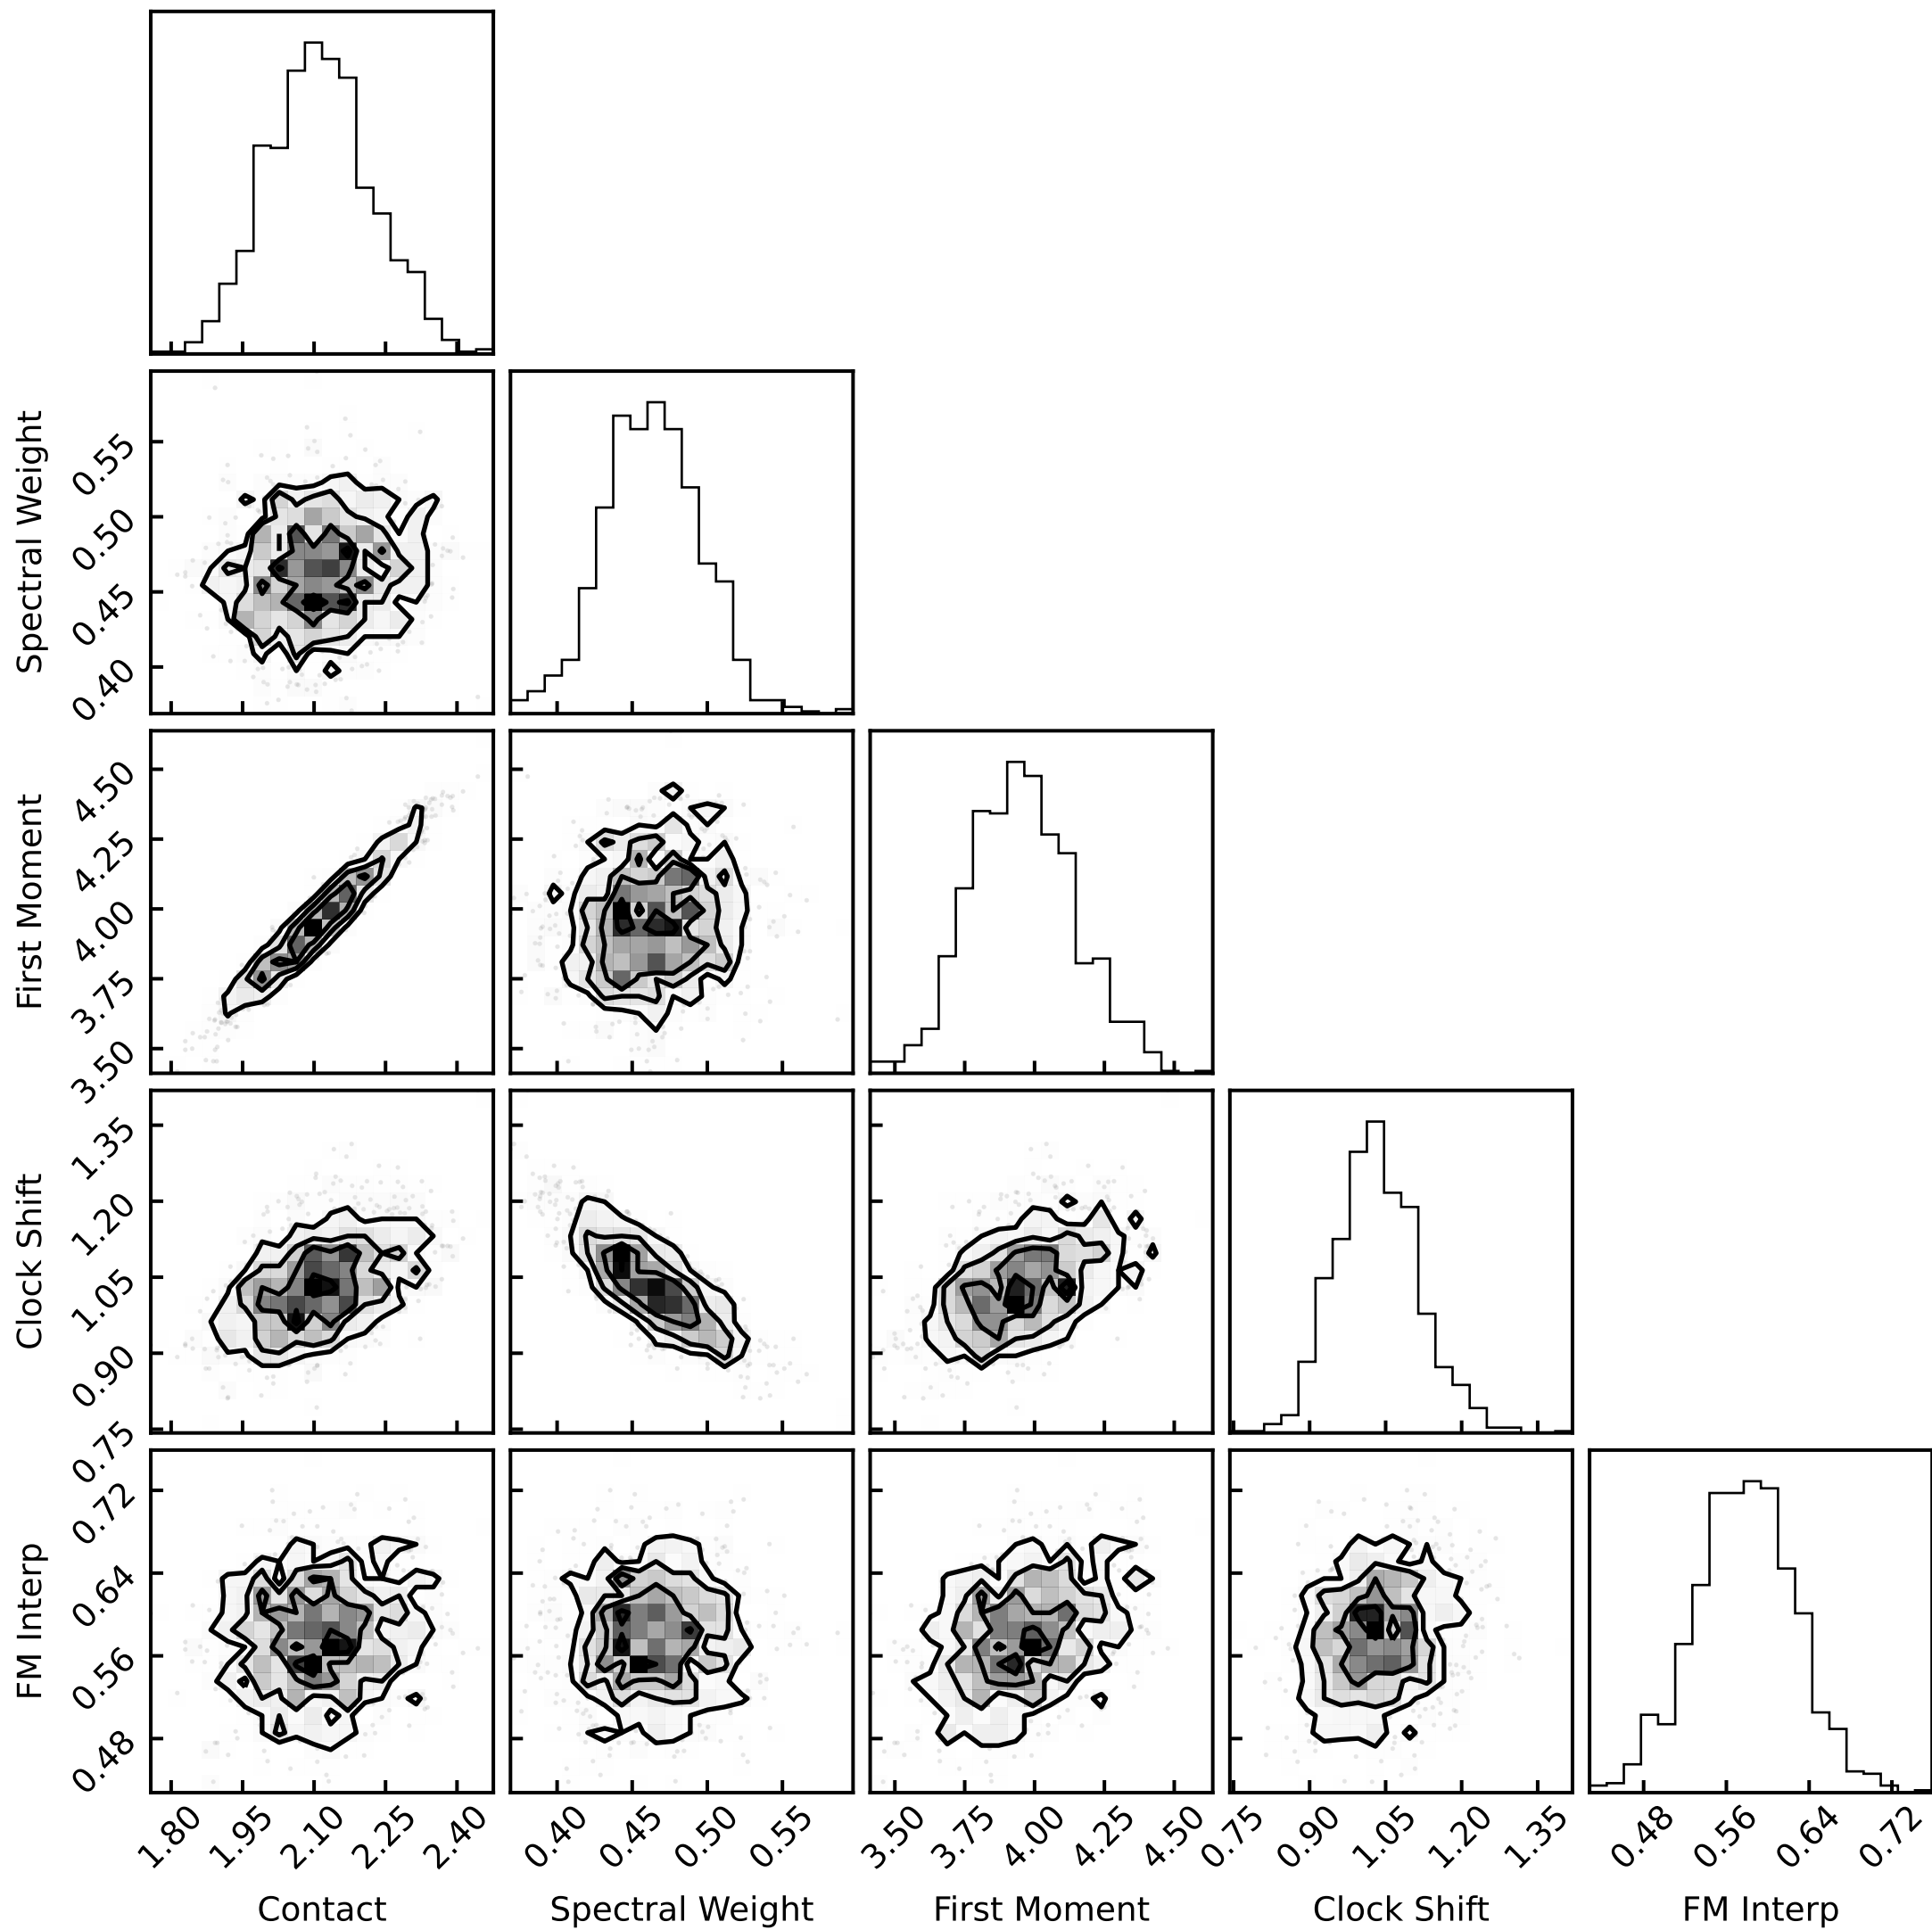 Spectral Weight
0.55
0.50
0.45
0.40
First Moment
4.50
4.25
4.00
3.75
3.50
Clock Shift
1.35
1.20
1.05
0.90
0.75
FM Interp
0.72
0.64
0.56
0.48
1.80 1.95 2.10 2.25 2.40
0.40 0.45 0.50 0.55
3.50 3.75 4.00 4.25 4.50
0.75 0.90 1.05 1.20 1.35
0.48 0.56 0.64 0.72
Contact
Spectral Weight
First Moment
Clock Shift
FM Interp